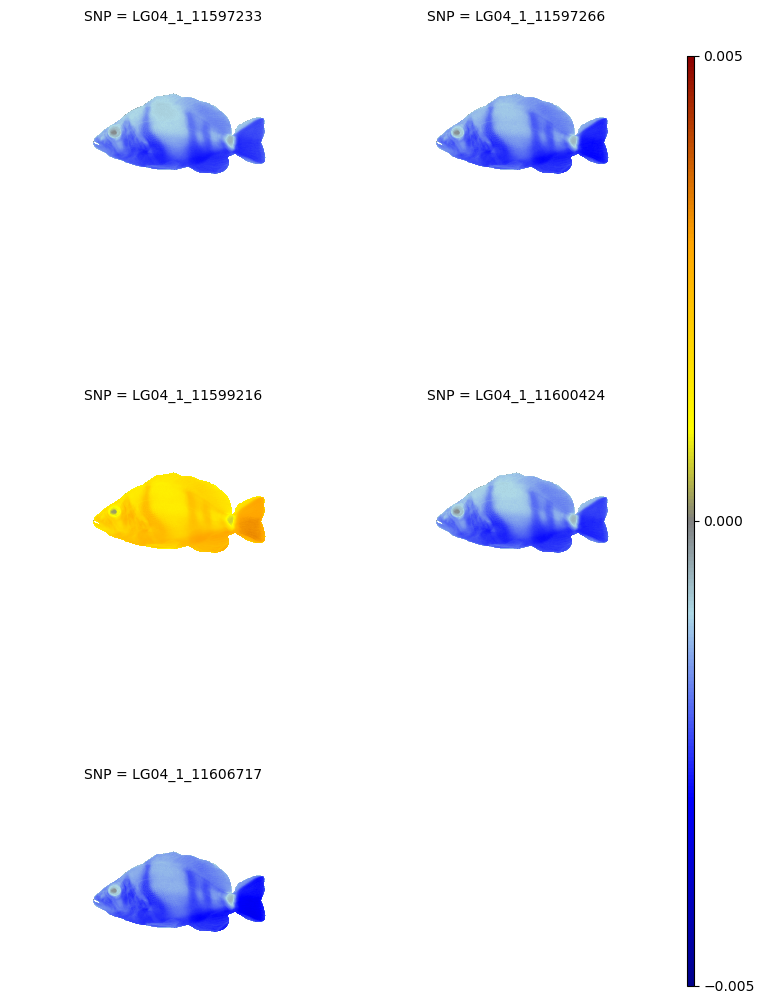 SNP = LG04_1_11597233
SNP = LG04_1_11597266
0.005
SNP = LG04_1_11599216
SNP = LG04_1_11600424
0.000
SNP = LG04_1_11606717
−0.005